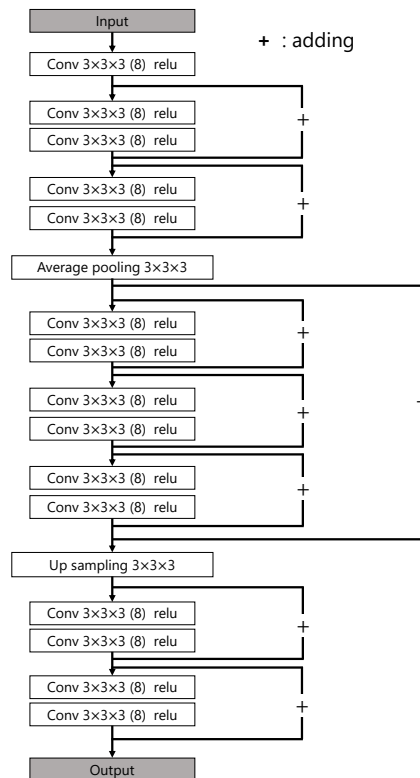 Input
+ : adding
Conv 3×3×3 (8) relu
Conv 3×3×3 (8) relu
+
Conv 3×3×3 (8) relu
Conv 3×3×3 (8) relu
+
Conv 3×3×3 (8) relu
Average pooling 3×3×3
Conv 3×3×3 (8) relu
+
Conv 3×3×3 (8) relu
Conv 3×3×3 (8) relu
+
Conv 3×3×3 (8) relu
Conv 3×3×3 (8) relu
+
Conv 3×3×3 (8) relu
Up sampling 3×3×3
Conv 3×3×3 (8) relu
+
Conv 3×3×3 (8) relu
Conv 3×3×3 (8) relu
+
Conv 3×3×3 (8) relu
Output